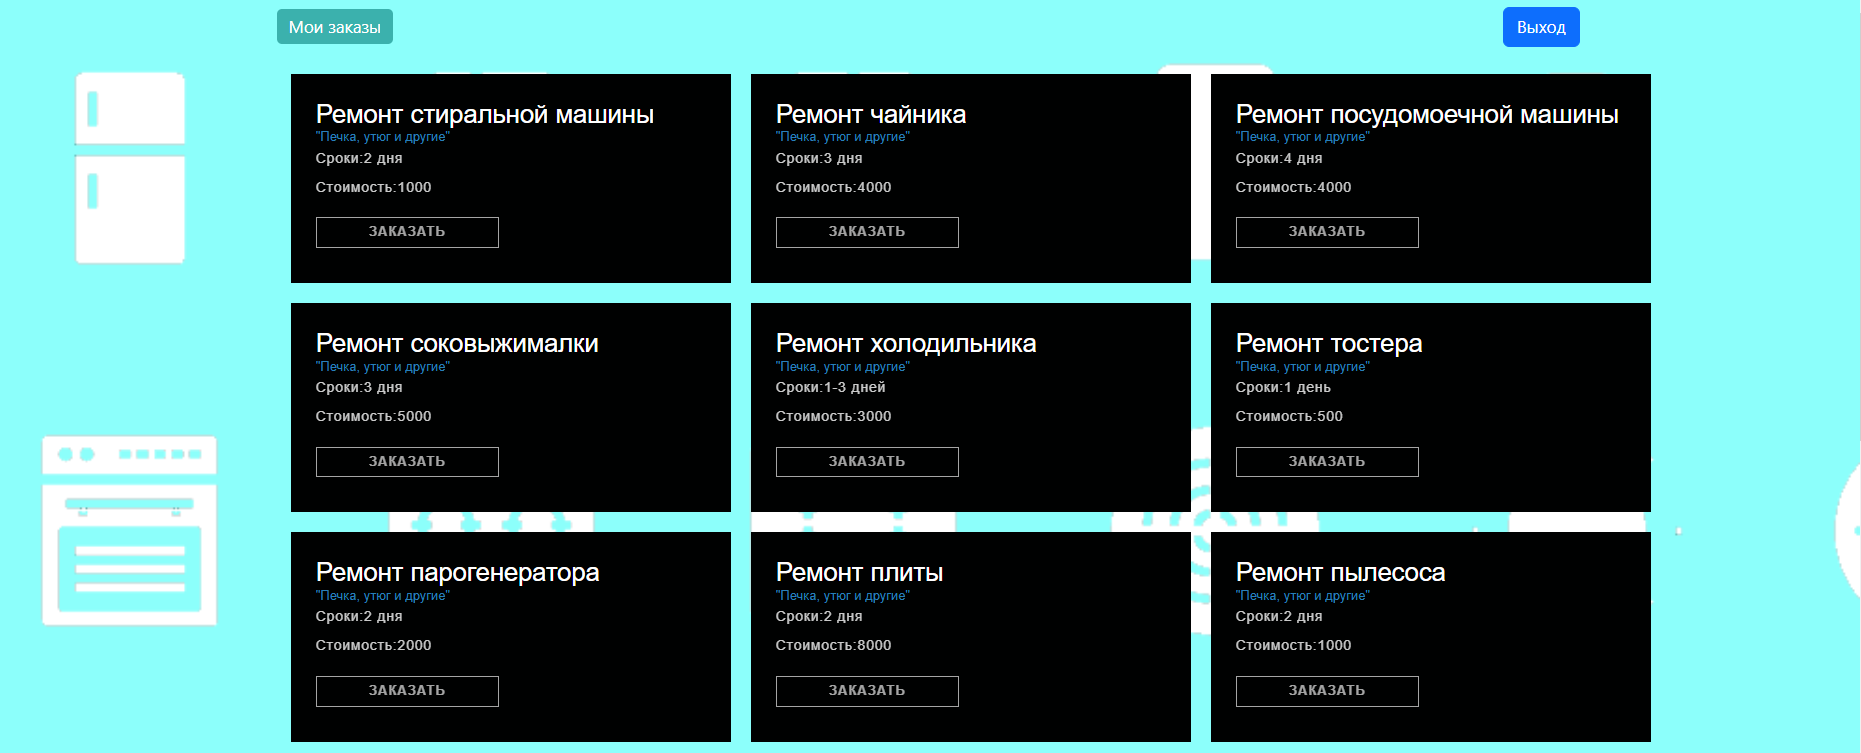 Мои заказы
Выход
Ремонт стиральной машины
"Печка, утюг и другие"
Сроки:2 дня
Стоимость:1000
ЗАКАЗАТЬ
Ремонт чайника
"Печка, утюг и другие"
Сроки:3 дня
Стоимость:4000
ЗАКАЗАТЬ
Ремонт посудомоечной машины
"Печка, утюг и другие"
Сроки:4 дня
Стоимость:4000
ЗАКАЗАТЬ
Ремонт соковыжималки
"Печка, утюг и другие"
Сроки:3 дня
Стоимость:5000
ЗАКАЗАТЬ
Ремонт холодильника
"Печка, утюг и другие"
Сроки:1-3 дней
Стоимость:3000
ЗАКАЗАТЬ
Ремонт тостера
"Печка, утюг и другие"
Сроки:1 день
Стоимость:500
ЗАКАЗАТЬ
Ремонт парогенератора
"Печка, утюг и другие"
Сроки:2 дня
Стоимость:2000
ЗАКАЗАТЬ
Ремонт плиты
"Печка, утюг и другие"
Сроки:2 дня
Стоимость:8000
ЗАКАЗАТЬ
Ремонт пылесоса
"Печка, утюг и другие"
Сроки:2 дня
Стоимость:1000
ЗАКАЗАТЬ